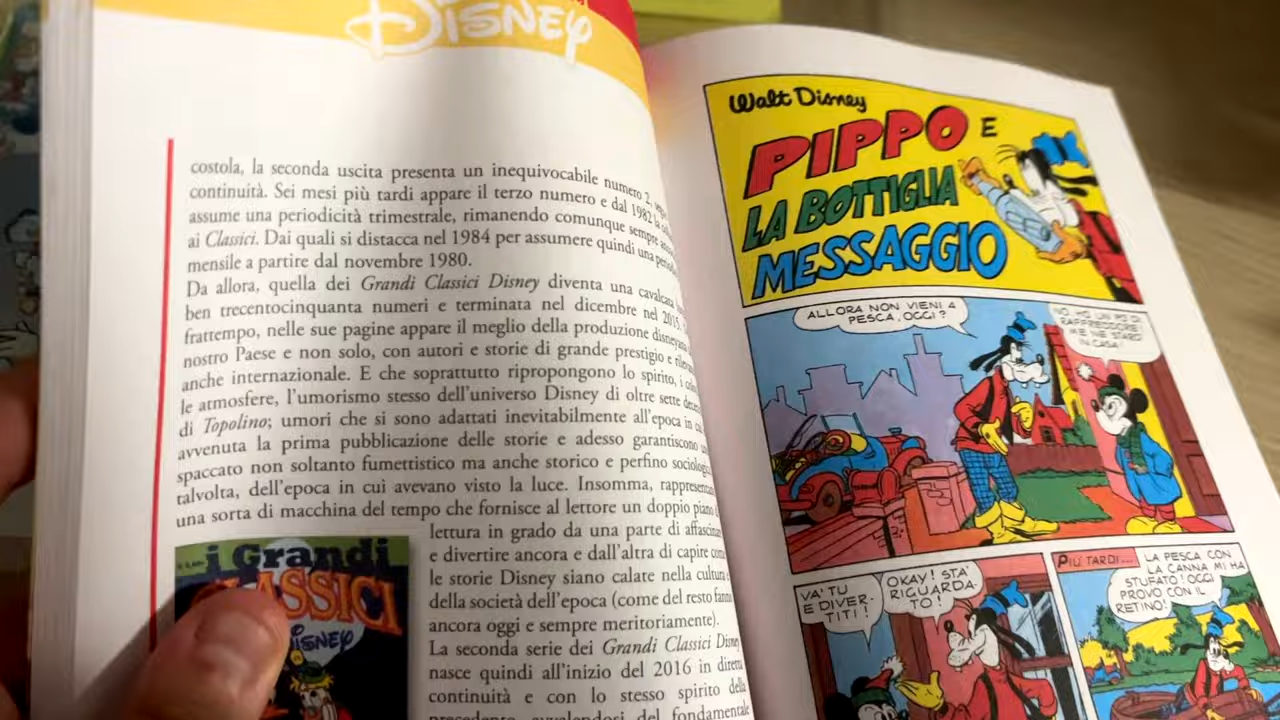 DISNEY
costola, la seconda uscita presenta un inequivocabile numero 2,
continuità. Sei mesi più tardi appare il terzo numero e dal 1982 la
assume una periodicità trimestrale, rimanendo comunque sempre
ai Classici. Dai quali si distacca nel 1984 per assumere quindi una
mensile a partire dal novembre 1980.
Da allora, quella dei Grandi Classici Disney diventa una cavalcata
ben trecentocinquanta numeri e terminata nel dicembre nel 2015.
frattempo, nelle sue pagine appare il meglio della produzione
nostro Paese e non solo, con autori e storie di grande prestigio e
anche internazionale. E che soprattutto ripropongono lo spirito, i
le atmosfere, l'umorismo stesso dell'universo Disney di oltre sette
di Topolino; umori che si sono adattati inevitabilmente all'epoca in
avvenuta la prima pubblicazione delle storie e adesso garantiscono
spaccato non soltanto fumettistico ma anche storico e perfino
talvolta, dell'epoca in cui avevano visto la luce. Insomma,
una sorta di macchina del tempo che fornisce al lettore un doppio piano
lettura in grado da una parte di
e divertire ancora e dall'altra di capire
le storie Disney siano calate nella cultura
della società dell'epoca (come del resto
ancora oggi e sempre meritoriamente).
La seconda serie dei Grandi Classici
nasce quindi all'inizio del 2016 in
continuità e con lo stesso spirito della
avvalendosi del fondamentale
i Grandi
CLASSICI
DISNEY
Walt Disney
PIPPO E
LA BOTTIGLIA
MESSAGGIO
ALLORA NON VIENI A
PESCA, OGGI?
IO, HO UN PO' DI
RAFFREDDORE!
IN CASA!
VA' TU
E DIVER-
TITI!
OKAY! STA'
RIGUARDA-
TO!
PIÙ TARDI...
LA PESCA CON
LA CANNA MI HA
STUFATO! OGGI
PROVO CON IL
RETINO!